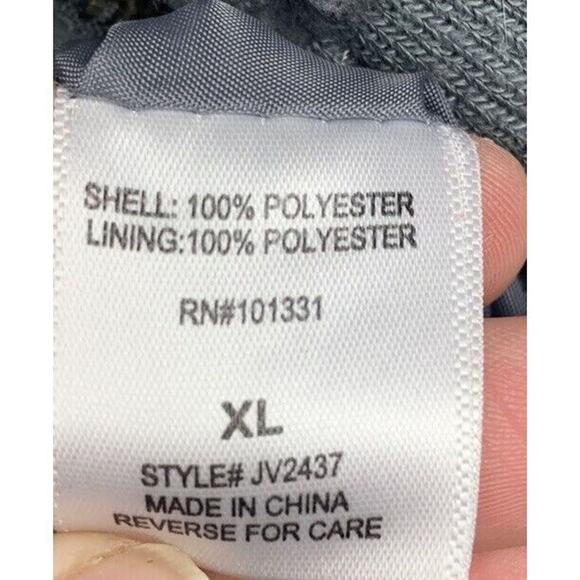 SHELL: 100% POLYESTER
LINING:100% POLYESTER
RN#101331
XL
STYLE# JV2437
MADE IN CHINA
REVERSE FOR CARE